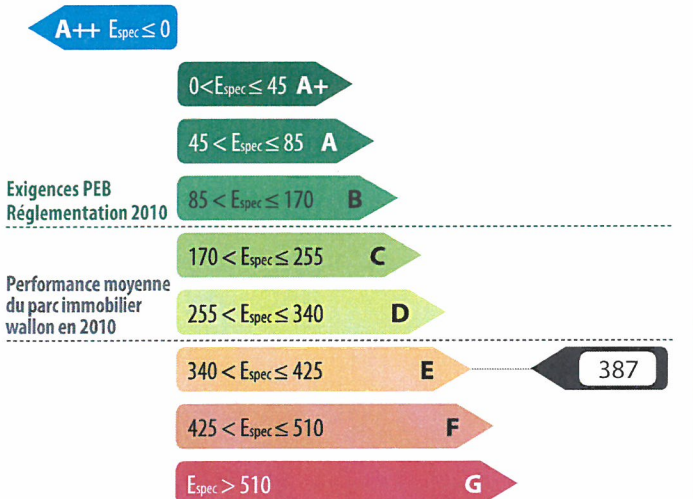 A++ Espec ≤ 0
0<Espec ≤ 45 A+
45 < Espec ≤ 85 A
Exigences PEB
Réglementation 2010
85 < Espec ≤ 170 B
170 < Espec ≤ 255 C
Performance moyenne
du parc immobilier
wallon en 2010
255 < Espec ≤ 340 D
340 < Espec ≤ 425 E
387
425 < Espec ≤ 510 F
Espec > 510 G